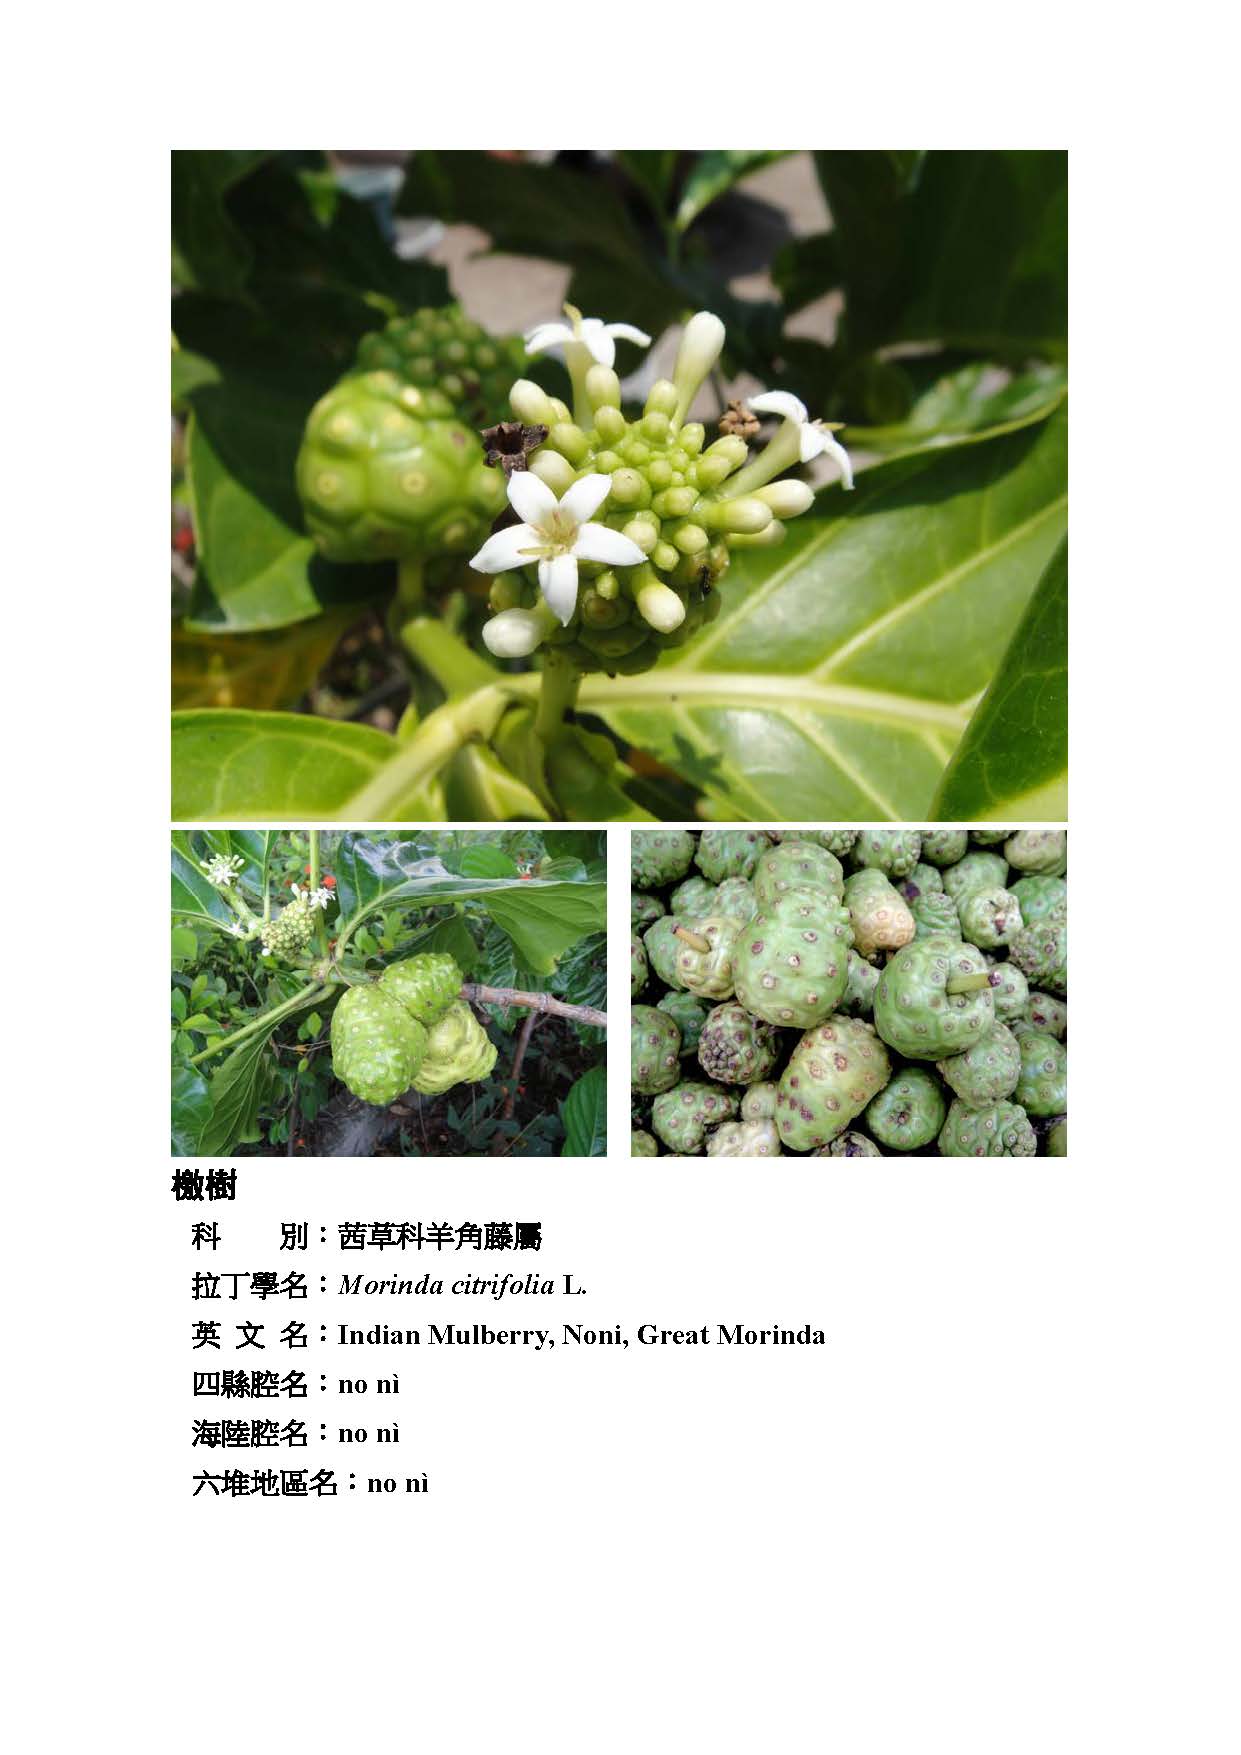 檄樹
科　　別：茜草科羊角藤屬
拉丁學名：Morinda citrifolia L.
英 文 名：Indian Mulberry, Noni, Great Morinda
四縣腔名：no nì
海陸腔名：no nì
六堆地區名：no nì